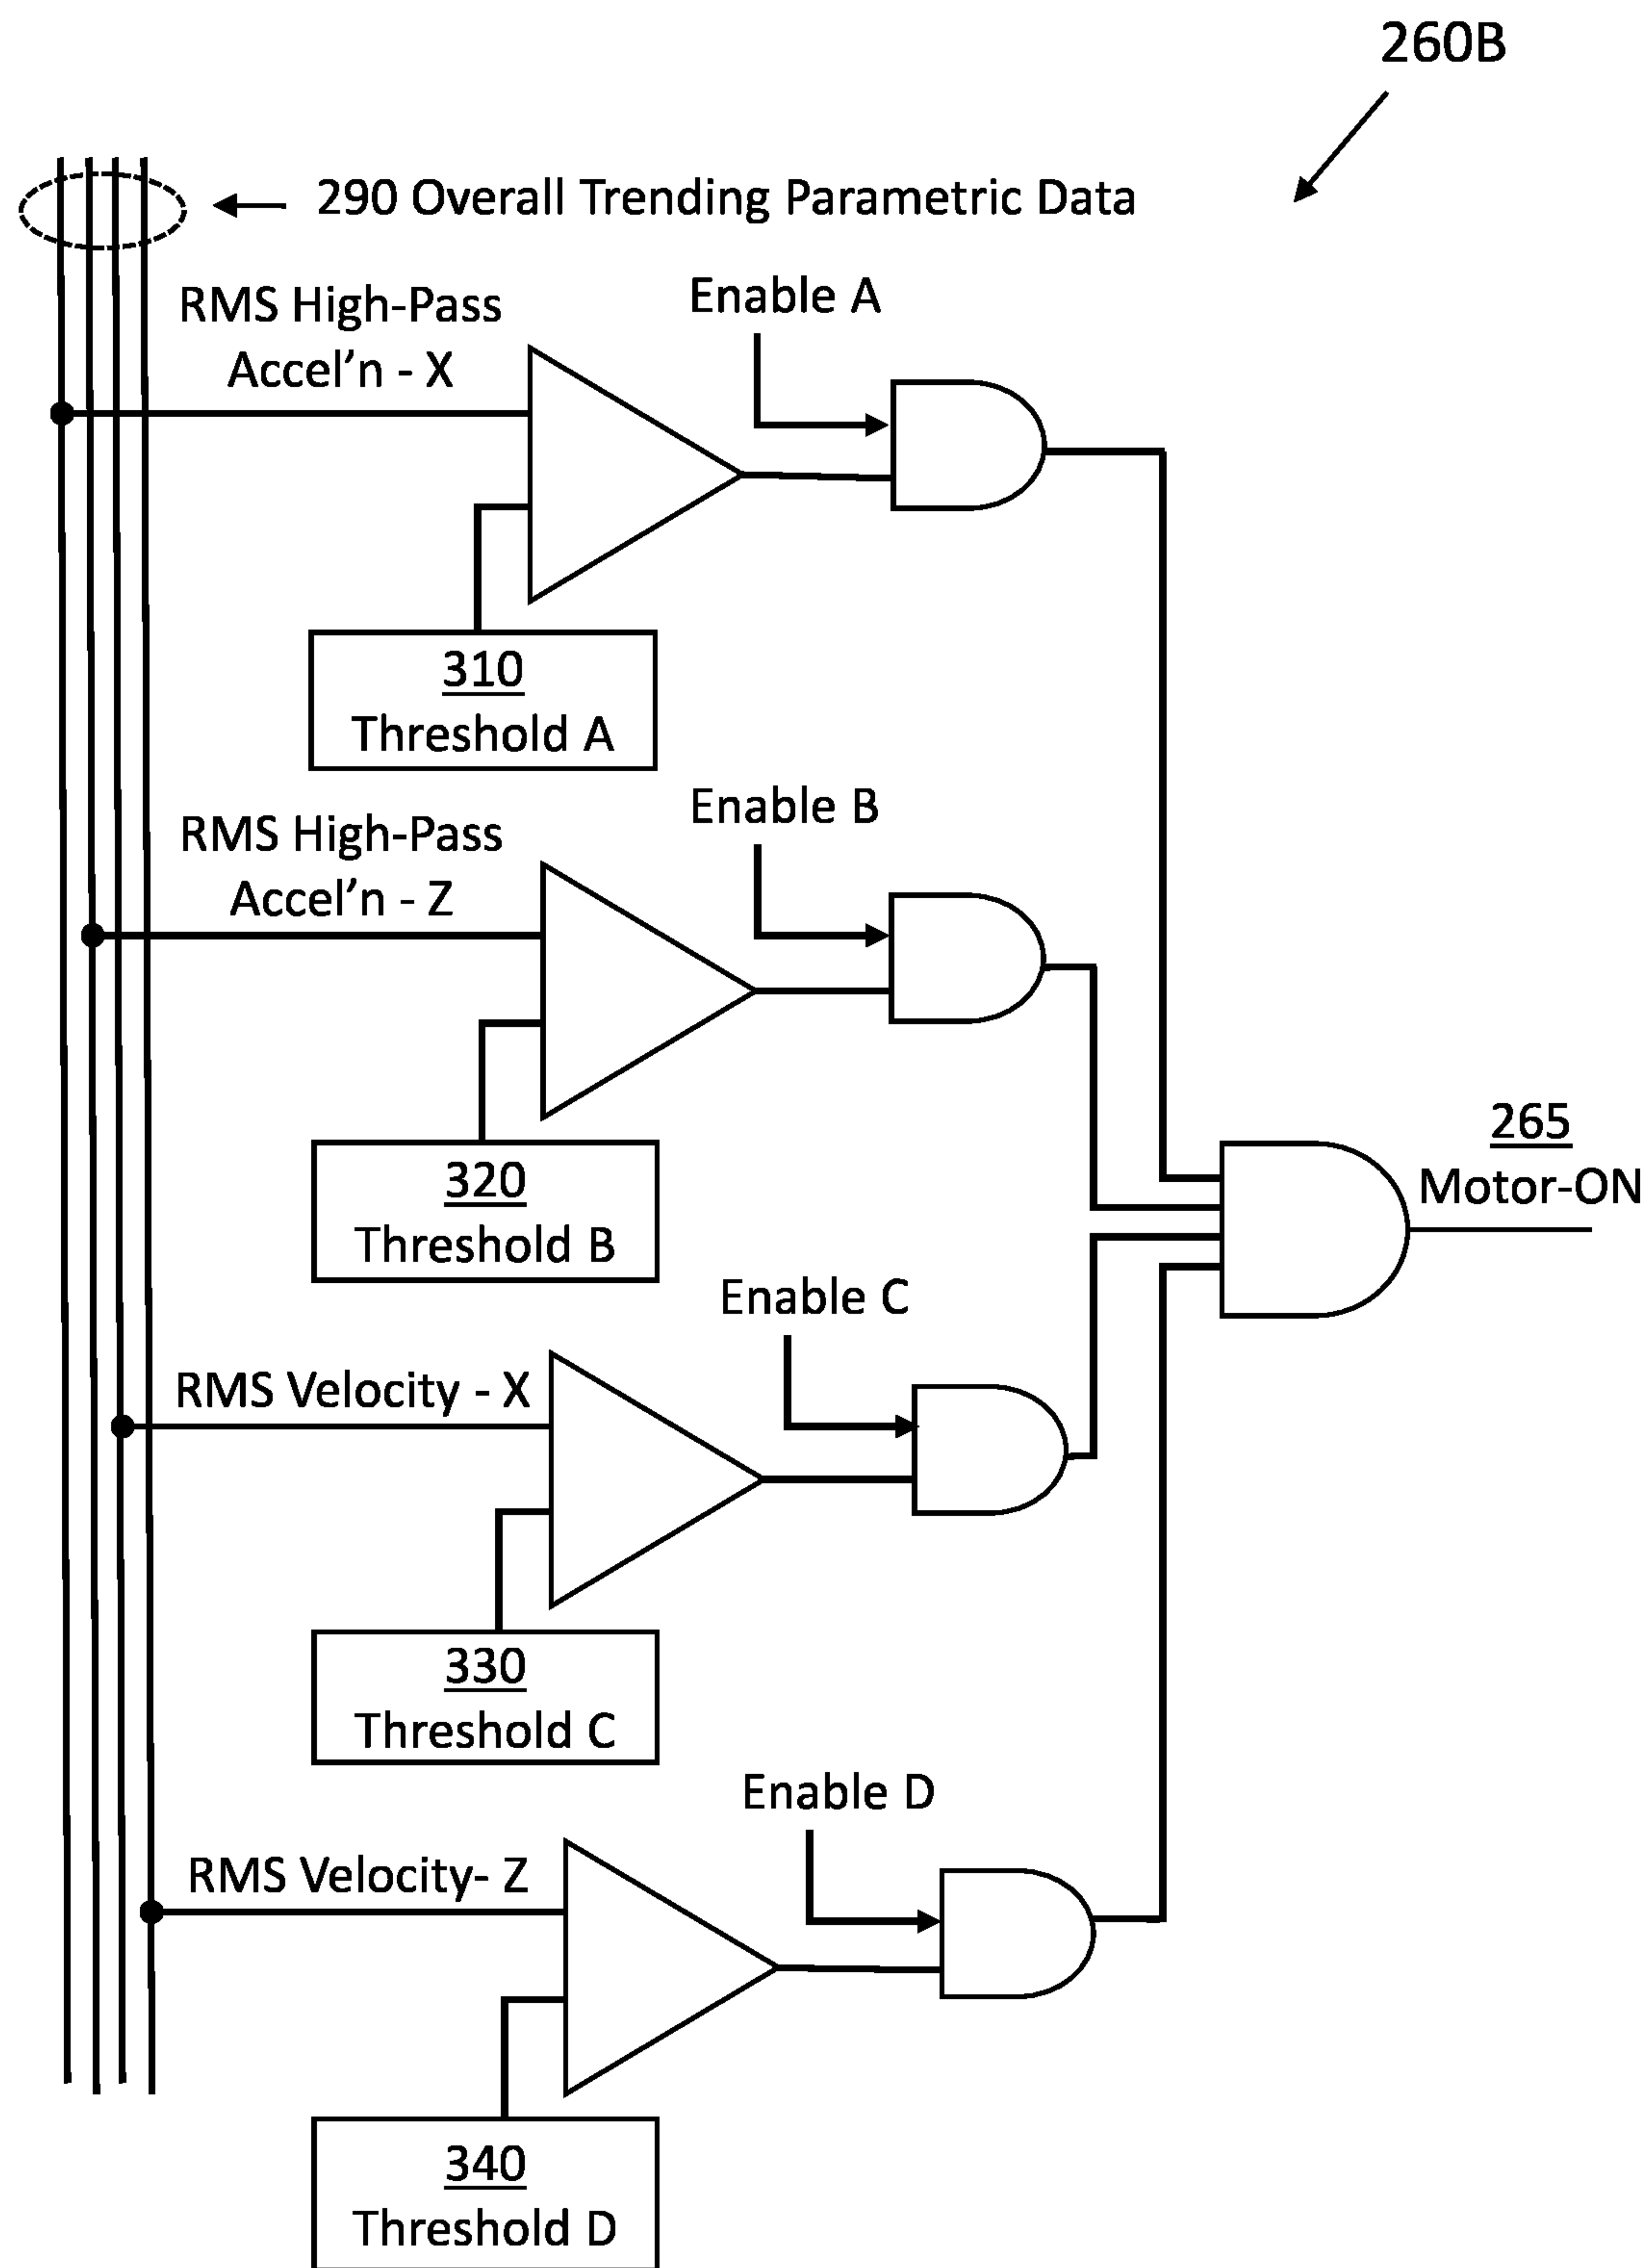 260B
290 Overall Trending Parametric Data
RMS High-Pass
Accel’n - X
Enable A
310
Threshold A
RMS High-Pass
Accel’n - Z
Enable B
320
Threshold B
265
Motor-ON
RMS Velocity - X
Enable C
330
Threshold C
RMS Velocity- Z
Enable D
340
Threshold D